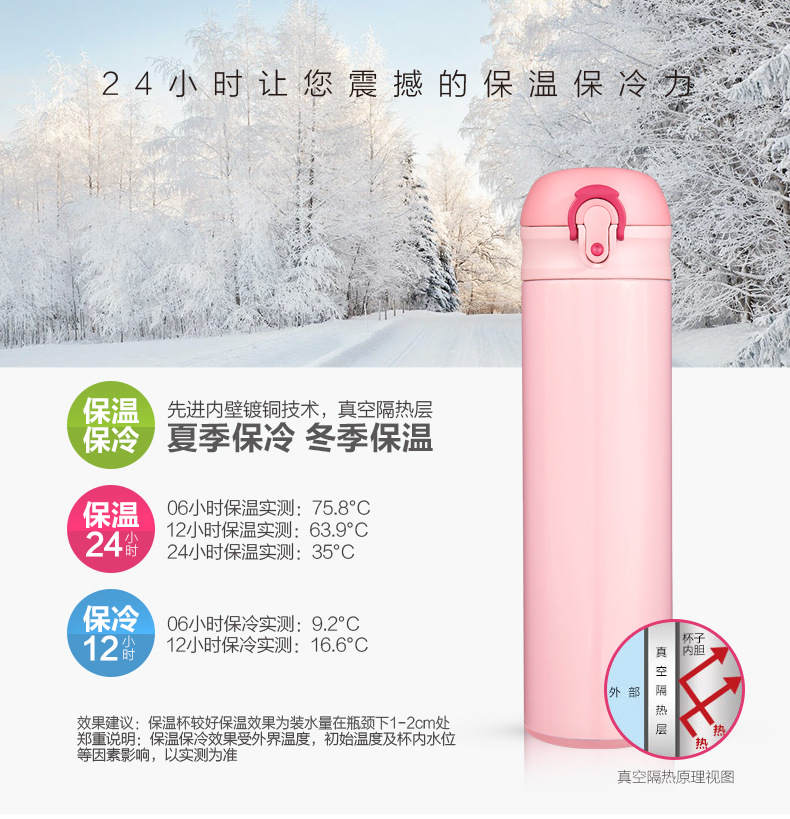 24小时让您震撼的保温保冷力
保温
保冷
先进内壁镀铜技术，真空隔热层
夏季保冷 冬季保温
保温
24小时
06小时保温实测：75.8°C
12小时保温实测：63.9°C
24小时保温实测：35°C
保冷
12小时
06小时保冷实测：9.2°C
12小时保冷实测：16.6°C
外部
真空隔热层
杯子
内胆
热
热
真空隔热原理视图
效果建议：保温杯较好保温效果为装水量在瓶颈下1-2cm处
郑重说明：保温保冷效果受外界温度，初始温度及杯内水位
等因素影响，以实测为准